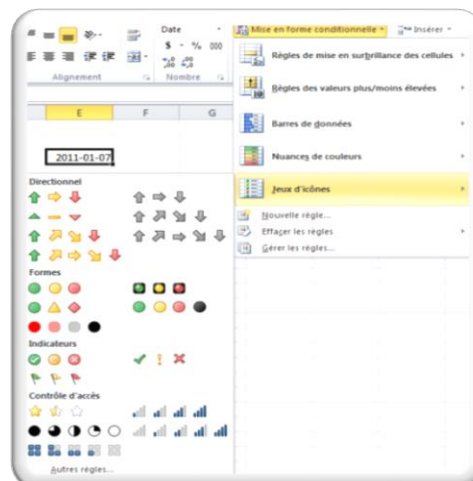 Date
Mise en forme conditionnelle
Insérer
$ - % 000
Alignement
Nombre
Règles de mise en surbrillance des cellules
Règles des valeurs plus/moins élevées
Barres de données
Nuances de couleurs
Jeux d'icônes
Nouvelle règle...
Effacer les règles
Gérer les règles...
E F G
2011-01-07
Directionnel
Formes
Indicateurs
Contrôle d'accès
Autres règles...